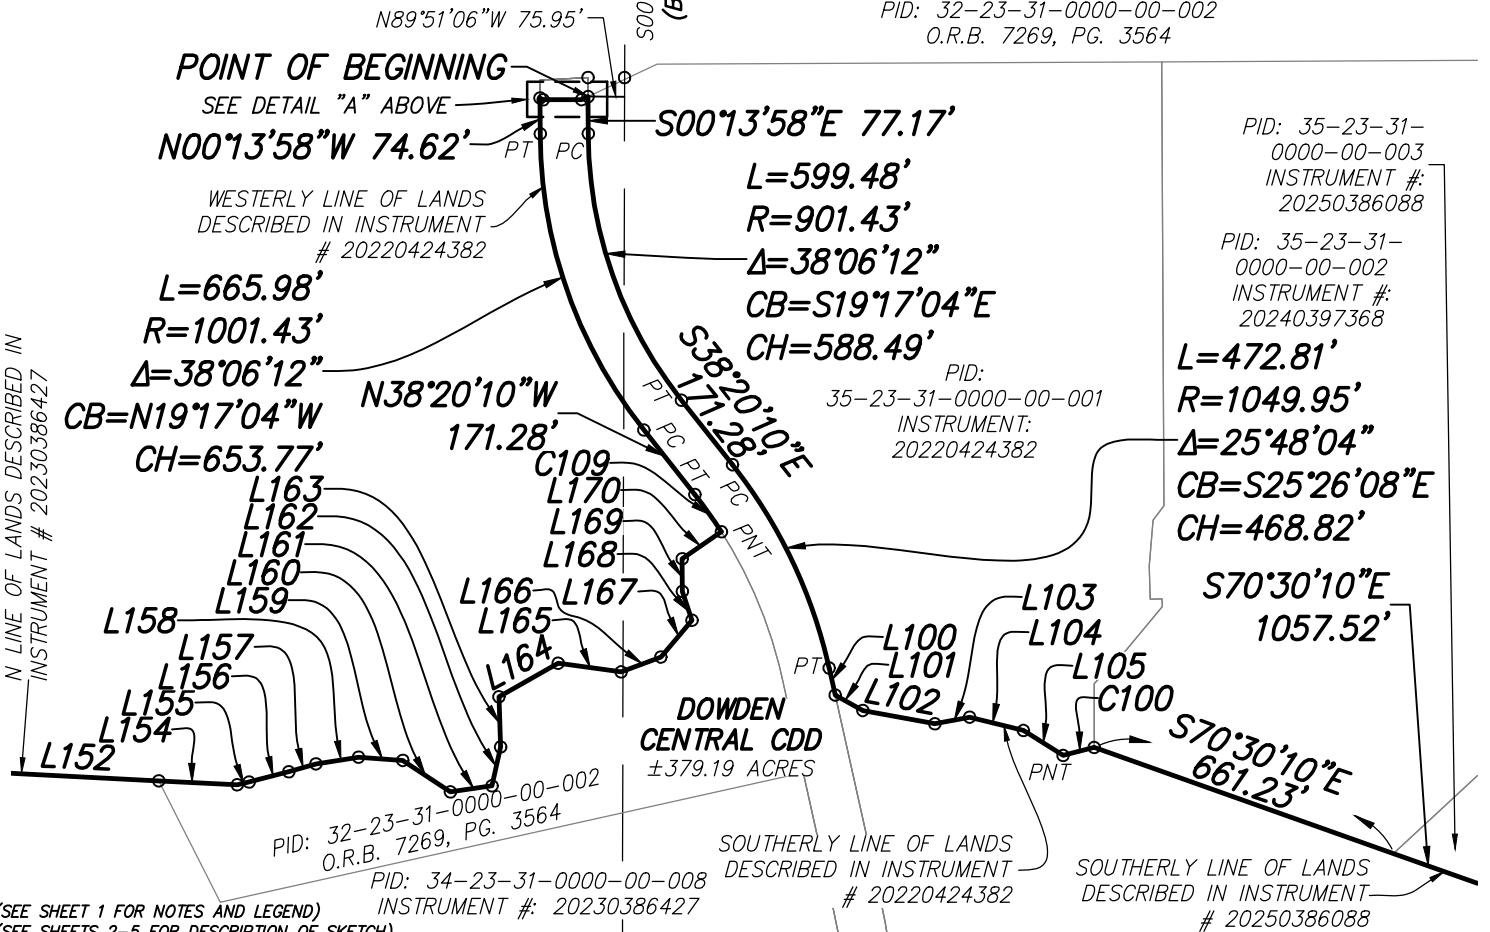 N89°51'06"W 75.95'
S00
(B
PID: 32-23-31-0000-00-002
O.R.B. 7269, PG. 3564
POINT OF BEGINNING
SEE DETAIL "A" ABOVE
N00°13'58"W 74.62'
PT
PC
S00°13'58"E 77.17'
WESTERLY LINE OF LANDS
DESCRIBED IN INSTRUMENT
# 20220424382
L=599.48'
R=901.43'
Δ=38°06'12"
CB=S19°17'04"E
CH=588.49'
PID: 35-23-31-
0000-00-003
INSTRUMENT #:
20250386088
PID: 35-23-31-
0000-00-002
INSTRUMENT #:
20240397368
L=665.98'
R=1001.43'
Δ=38°06'12"
CB=N19°17'04"W
CH=653.77'
N LINE OF LANDS DESCRIBED IN
INSTRUMENT # 20230386427
N38°20'10"W
171.28'
S38°20'10"E
171.28'
PT
PC
PT
PC
PNT
PID:
35-23-31-0000-00-001
INSTRUMENT:
20220424382
L=472.81'
R=1049.95'
Δ=25°48'04"
CB=S25°26'08"E
CH=468.82'
C109
L170
L169
L168
L167
L166
L165
L164
L163
L162
L161
L160
L159
L158
L157
L156
L155
L154
L152
S70°30'10"E
1057.52'
PT
L100
L101
L102
L103
L104
L105
C100
PNT
S70°30'10"E
661.23'
DOWDEN
CENTRAL CDD
±379.19 ACRES
PID: 32-23-31-0000-00-002
O.R.B. 7269, PG. 3564
PID: 34-23-31-0000-00-008
INSTRUMENT #: 20230386427
SOUTHERLY LINE OF LANDS
DESCRIBED IN INSTRUMENT
# 20220424382
SOUTHERLY LINE OF LANDS
DESCRIBED IN INSTRUMENT
# 20250386088
(SEE SHEET 1 FOR NOTES AND LEGEND)
(SEE SHEETS 2-5 FOR DESCRIPTION OF SKETCH)